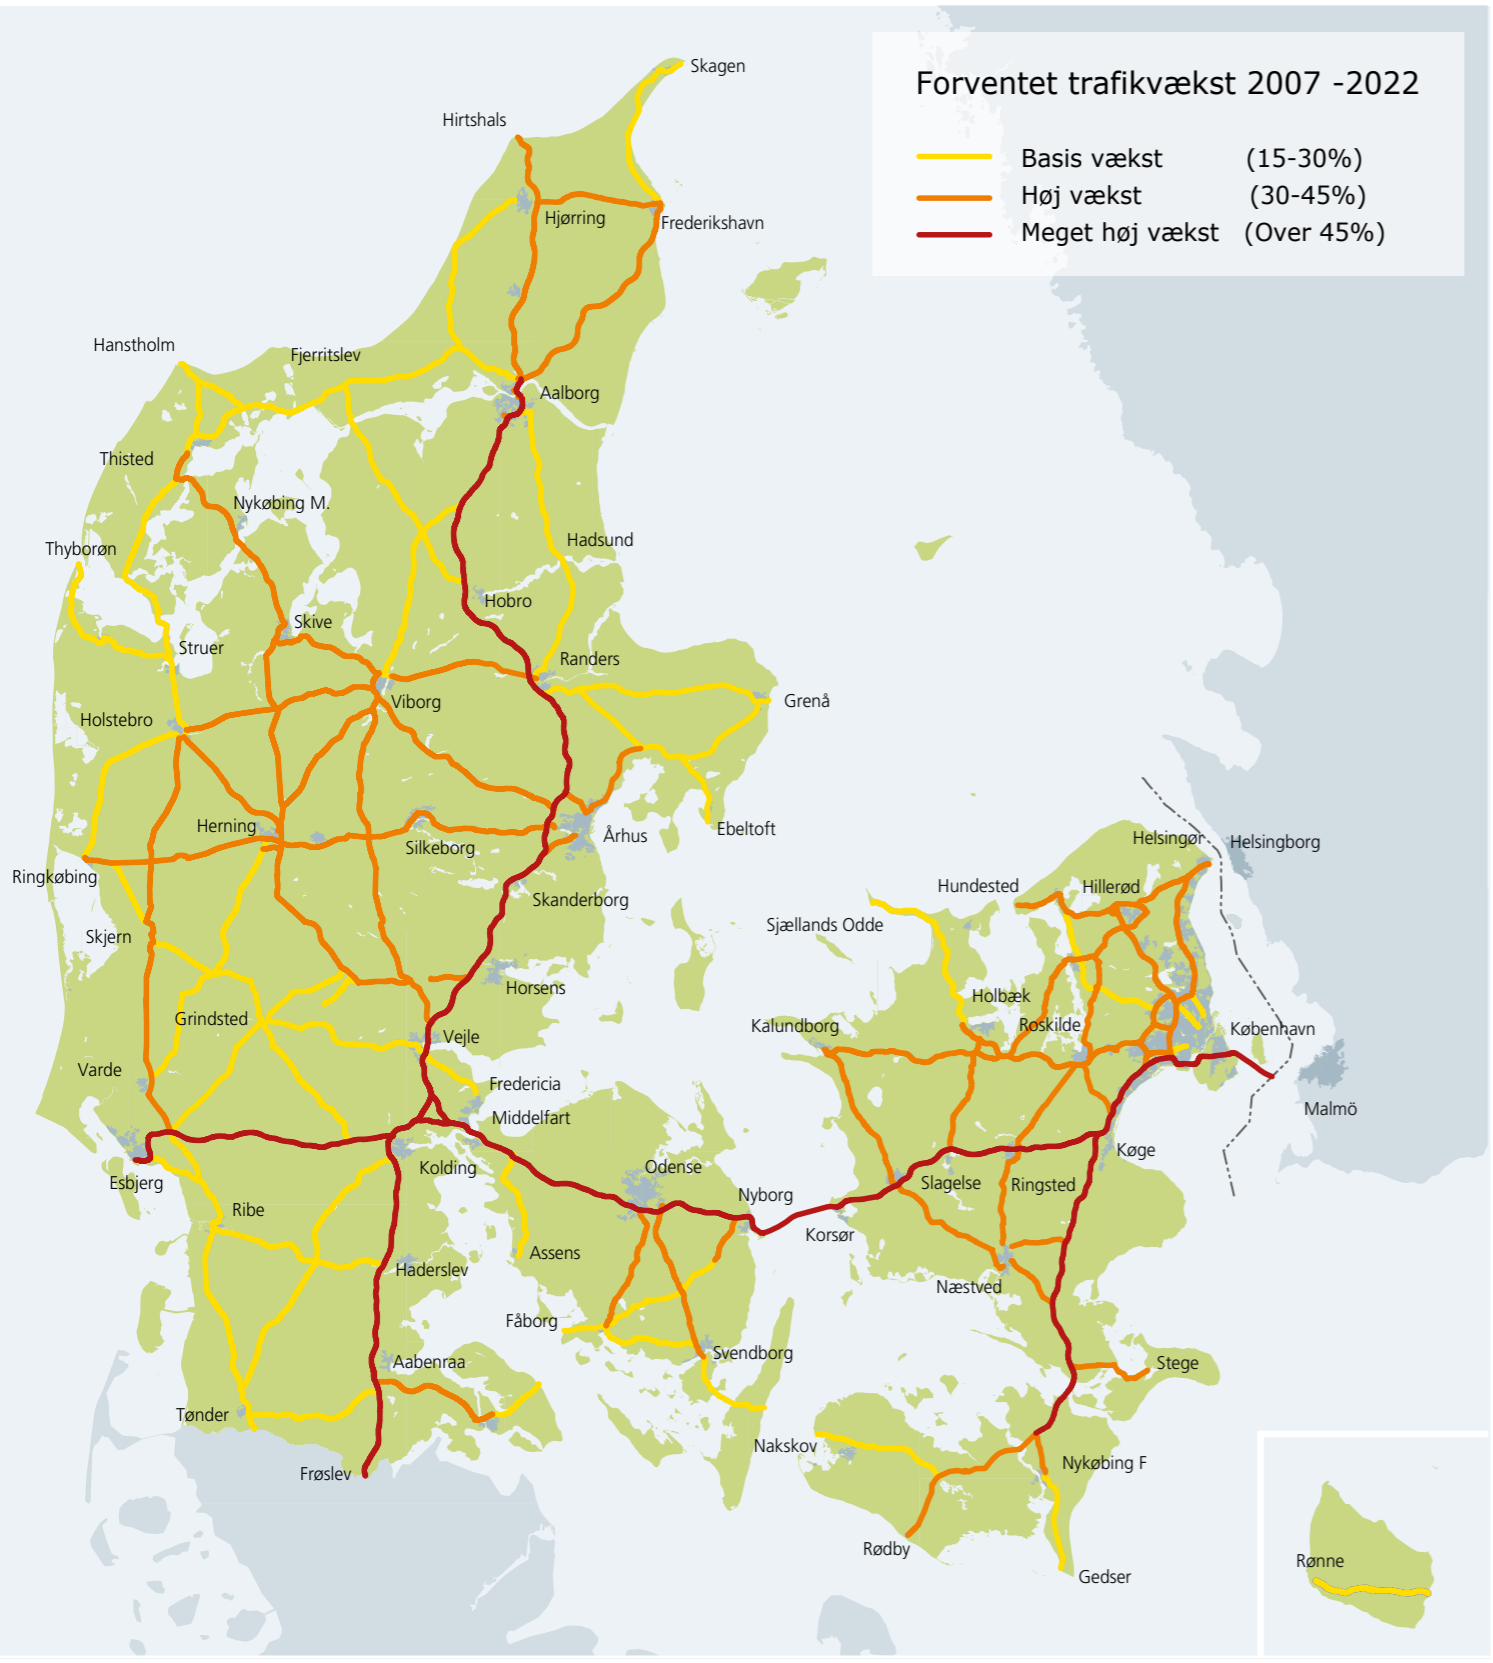 Forventet trafikvækst 2007 -2022
Basis vækst (15-30%)
Høj vækst (30-45%)
Meget høj vækst (Over 45%)
Skagen
Hirtshals
Hjørring
Frederikshavn
Hanstholm
Fjerritslev
Aalborg
Thisted
Nykøbing M.
Thyborøn
Hadsund
Hobro
Skive
Struer
Randers
Viborg
Grenå
Holstebro
Herning
Silkeborg
Århus
Ebeltoft
Ringkøbing
Skanderborg
Skjern
Horsens
Grindsted
Vejle
Varde
Fredericia
Middelfart
Kolding
Esbjerg
Ribe
Haderslev
Aabenraa
Tønder
Frøslev
Odense
Nyborg
Assens
Fåborg
Svendborg
Helsingør
Helsingborg
Hundested
Hillerød
Sjællands Odde
Holbæk
Roskilde
Kalundborg
København
Malmö
Køge
Slagelse
Ringsted
Korsør
Næstved
Stege
Nakskov
Nykøbing F
Rødby
Gedser
Rønne